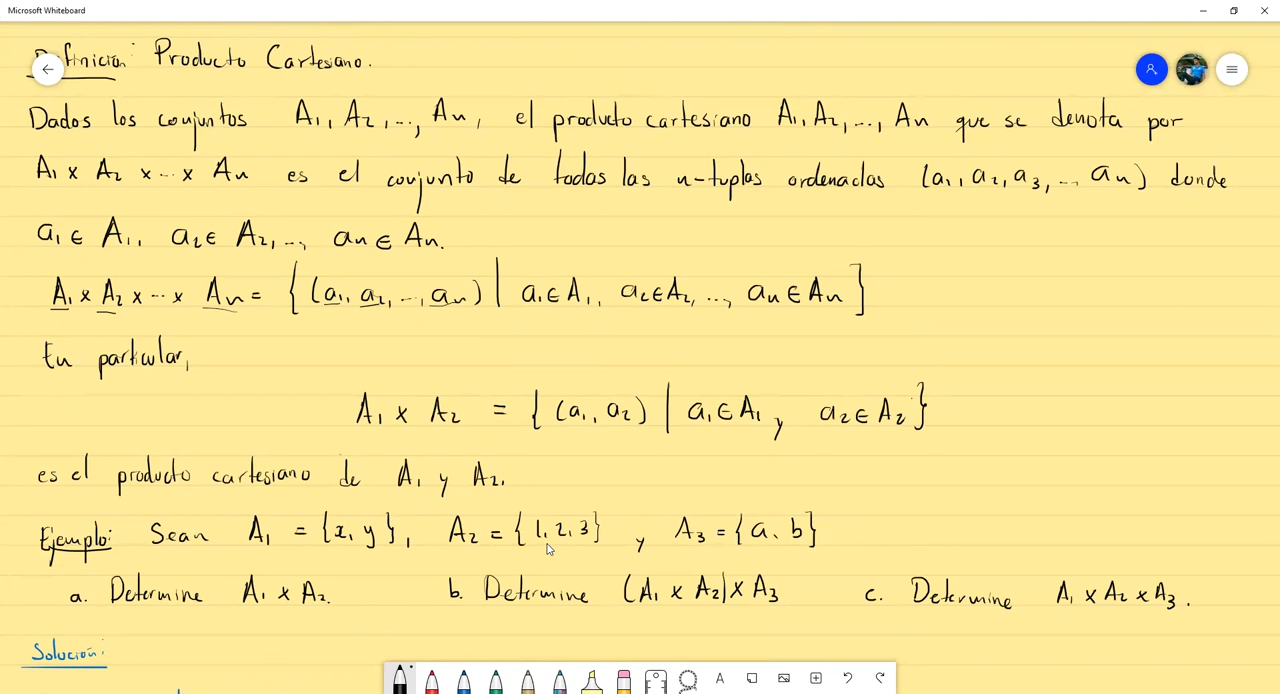 Microsoft Whiteboard
Definición: Producto Cartesiano.
Dados los conjuntos A₁, A₂, ..., An, el producto cartesiano A₁, A₂, ..., An que se denota por
A₁ × A₂ × ··· × An es el conjunto de todas las n-tuplas ordenadas (a₁, a₂, a₃, ..., an) donde
a₁ ∈ A₁, a₂ ∈ A₂, ..., an ∈ An.
A₁ × A₂ × ··· × An = {(a₁, a₂, ..., an) | a₁ ∈ A₁, a₂ ∈ A₂, ..., an ∈ An}
En particular,
A₁ × A₂ = {(a₁, a₂) | a₁ ∈ A₁ y a₂ ∈ A₂}
es el producto cartesiano de A₁ y A₂.
Ejemplo: Sean A₁ = {x, y}, A₂ = {1, 2, 3} y A₃ = {a, b}
a. Determine A₁ × A₂. b. Determine (A₁ × A₂) × A₃ c. Determine A₁ × A₂ × A₃.
Solución: